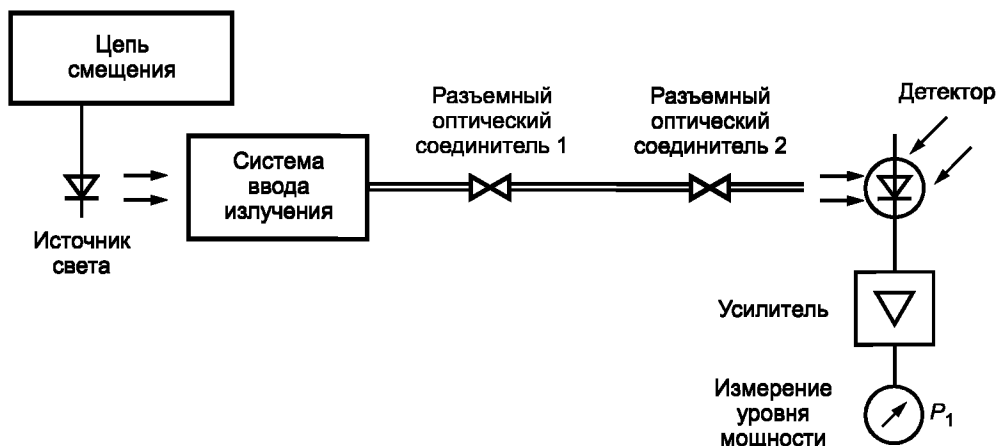 Цепь
смещения
Разъемный
оптический
соединитель 1
Разъемный
оптический
соединитель 2
Детектор
Система
ввода
излучения
Источник
света
Усилитель
Измерение
уровня
мощности
P1